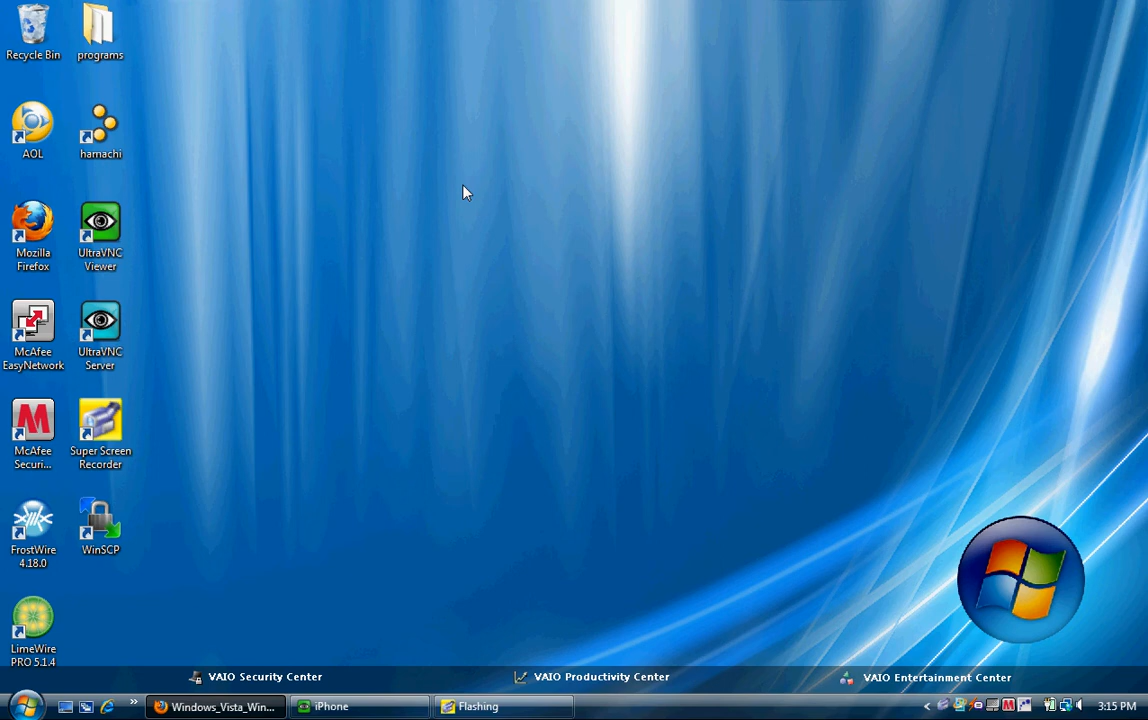 Recycle Bin
programs
AOL
hamachi
Mozilla
Firefox
UltraVNC
Viewer
McAfee
EasyNetwork
UltraVNC
Server
McAfee
Securi...
Super Screen
Recorder
FrostWire
4.18.0
WinSCP
LimeWire
PRO 5.1.4
VAIO Security Center
VAIO Productivity Center
VAIO Entertainment Center
Windows_Vista_Win...
iPhone
Flashing
3:15 PM